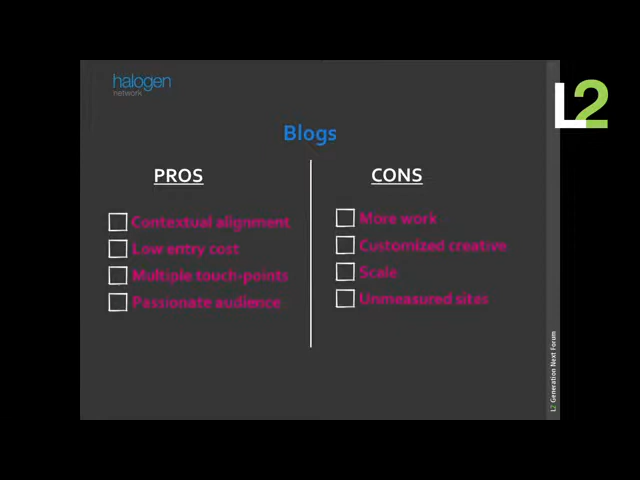 halogen
network
L2
Blogs
PROS
Contextual alignment
Low entry cost
Multiple touch-points
Passionate audience
CONS
More work
Customized creative
Scale
Unmeasured sites
L2 Generation Next Forum